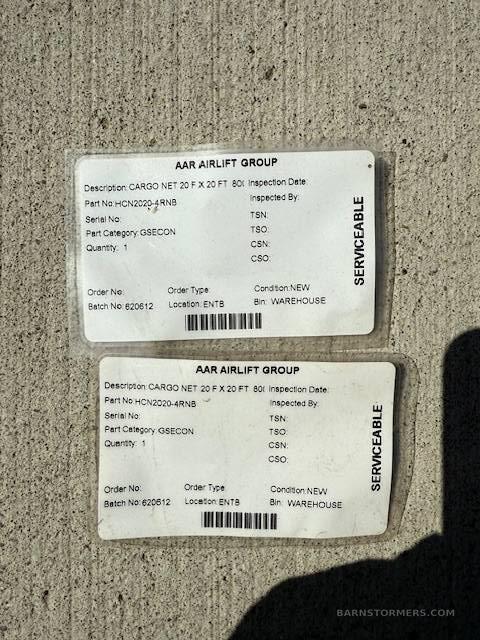 AAR AIRLIFT GROUP
Description: CARGO NET 20 F X 20 FT 80( Inspection Date:
Part No: HCN2020-4RNB Inspected By:
Serial No: TSN:
Part Category: GSECON TSO:
Quantity: 1 CSN:
CSO:
SERVICEABLE
Order No: Order Type: Condition: NEW
Batch No: 620612 Location: ENTB Bin: WAREHOUSE
AAR AIRLIFT GROUP
Description: CARGO NET 20 F X 20 FT 80( Inspection Date:
Part No: HCN2020-4RNB Inspected By:
Serial No: TSN:
Part Category: GSECON TSO:
Quantity: 1 CSN:
CSO:
SERVICEABLE
Order No: Order Type: Condition: NEW
Batch No: 620612 Location: ENTB Bin: WAREHOUSE
BARNSTORMERS.COM